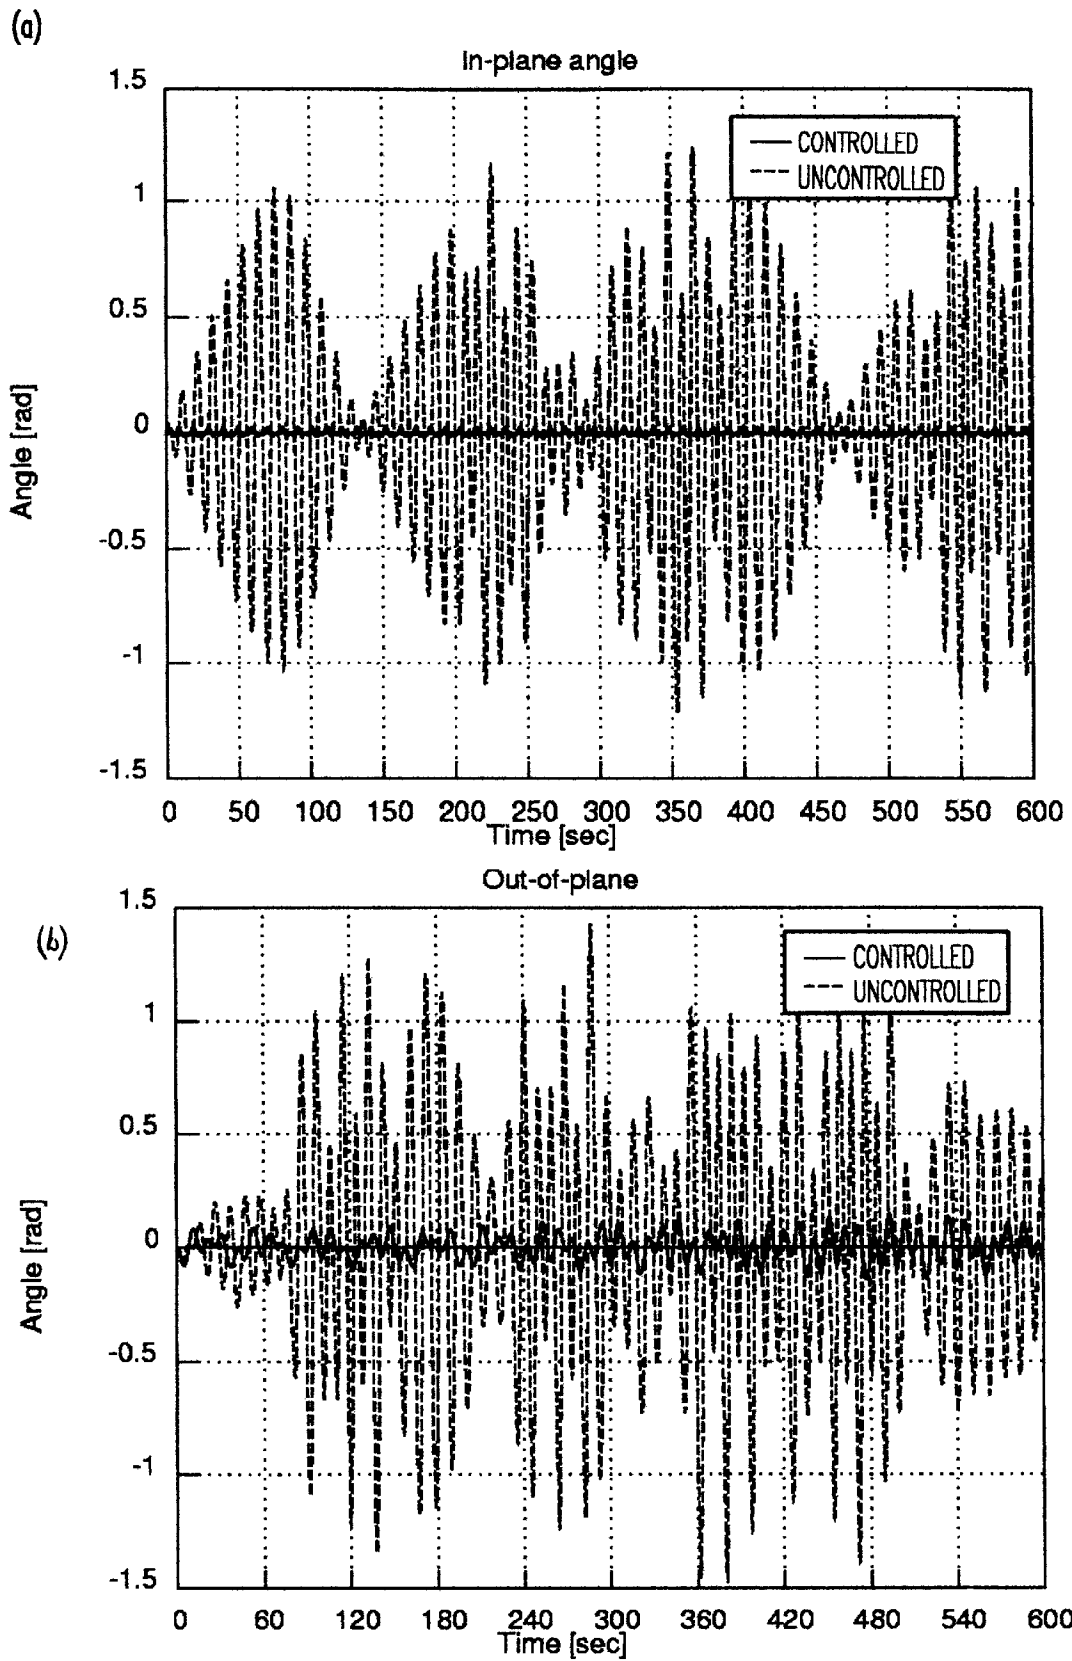 (a)
In-plane angle
1.5
1
0.5
0
-0.5
-1
-1.5
Angle [rad]
CONTROLLED
UNCONTROLLED
0 50 100 150 200 250 300 350 400 450 500 550 600
Time [sec]
(b)
Out-of-plane
1.5
1
0.5
0
-0.5
-1
-1.5
Angle [rad]
CONTROLLED
UNCONTROLLED
0 60 120 180 240 300 360 420 480 540 600
Time [sec]